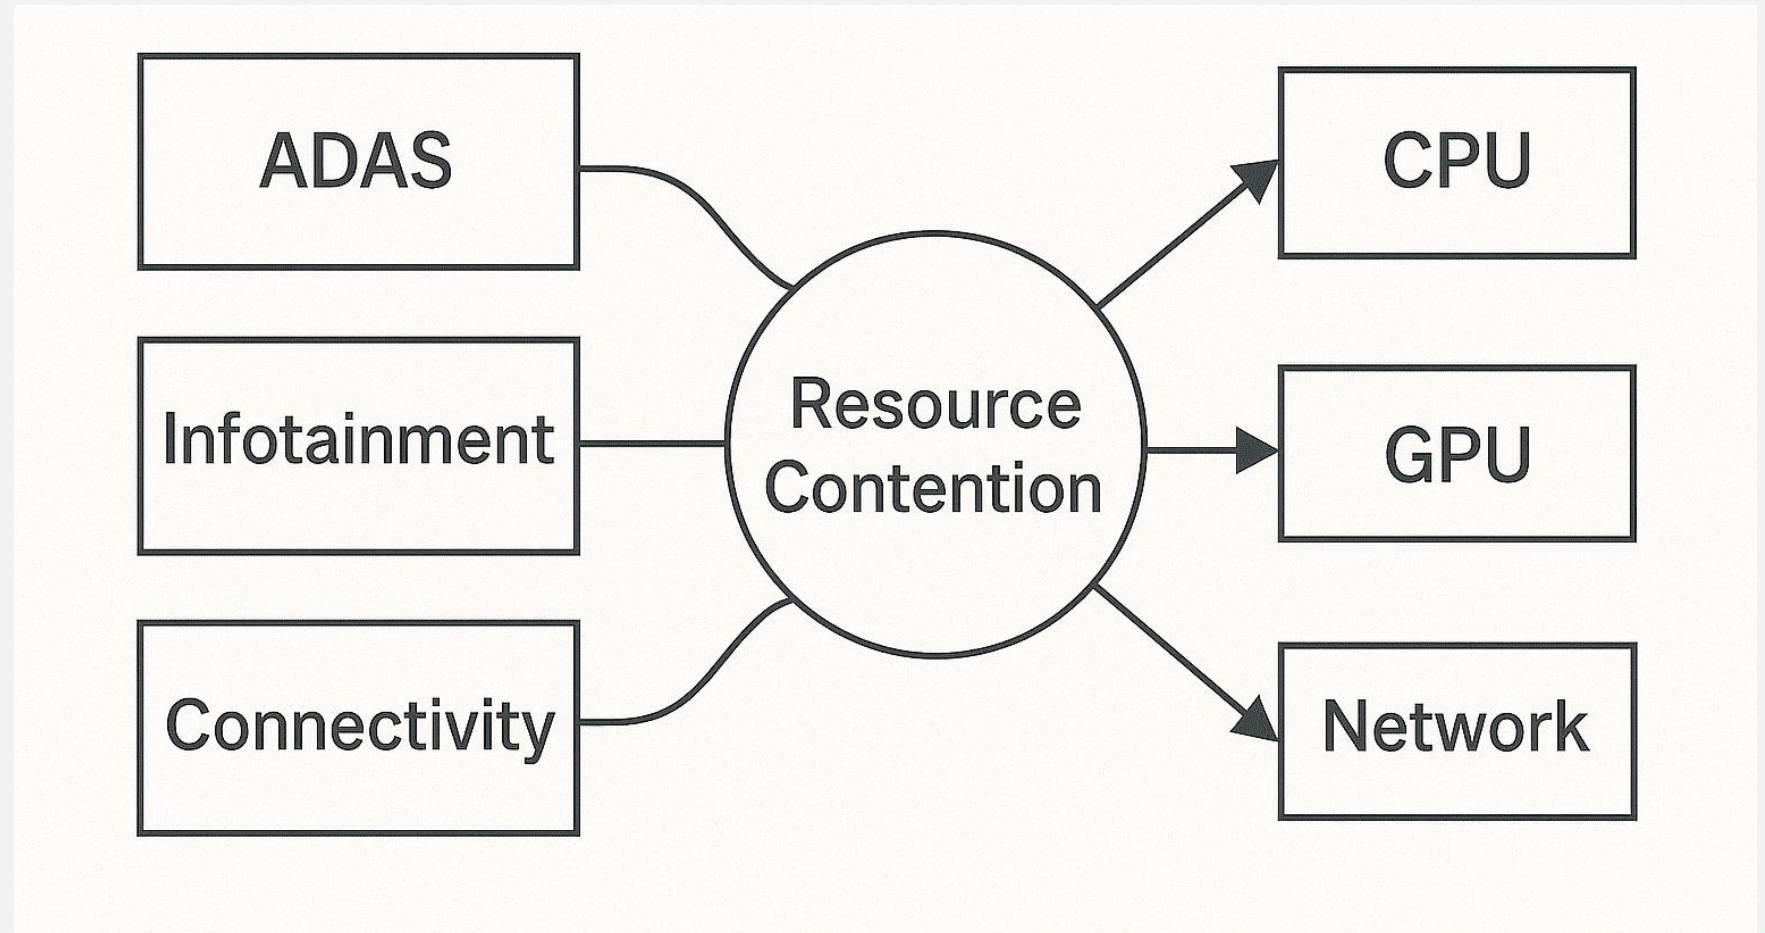 ADAS
Infotainment
Connectivity
Resource
Contention
CPU
GPU
Network